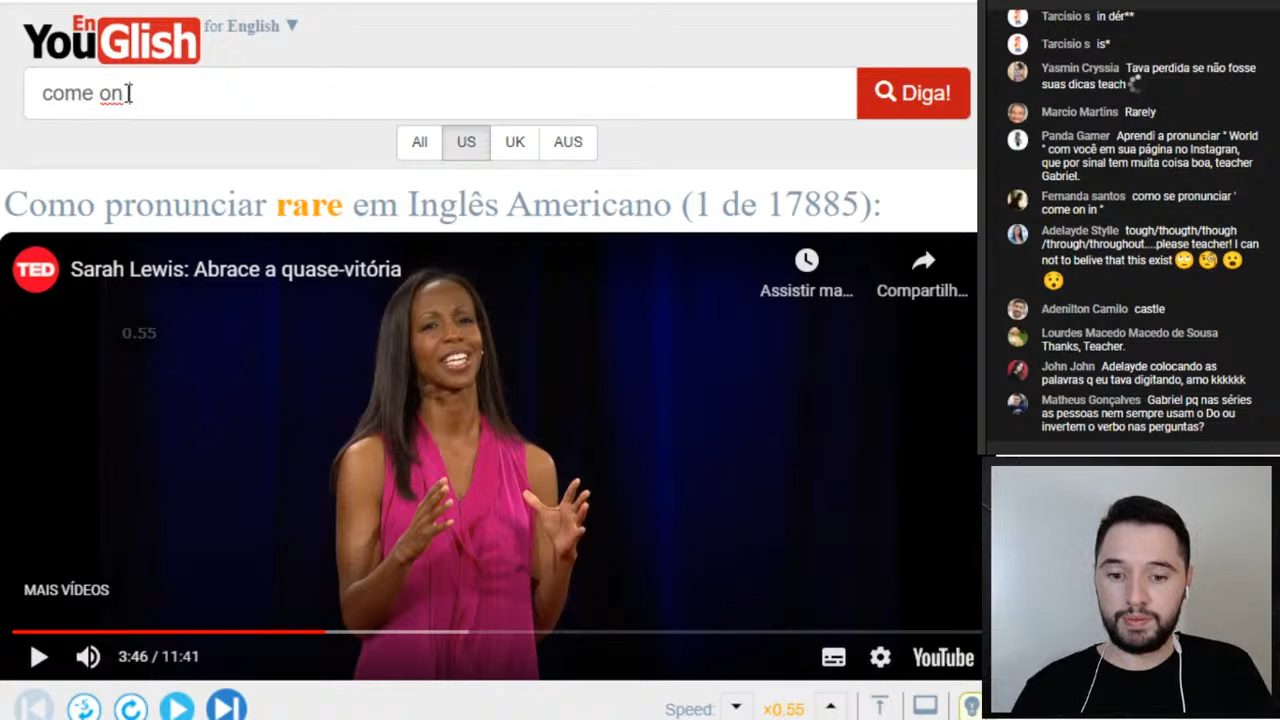 YouEnGlish for English ▼
come on
Diga!
All US UK AUS
Como pronunciar rare em Inglês Americano (1 de 17885):
TED Sarah Lewis: Abrace a quase-vitória
Assistir ma... Compartilh...
0.55
MAIS VÍDEOS
3:46 / 11:41 YouTube
5 Speed: x0.55
Tarcisio s in dér**
Tarcisio s is*
Yasmin Cryssia Tava perdida se não fosse
suas dicas teach
Marcio Martins Rarely
Panda Gamer Aprendi a pronunciar " World
" com você em sua página no Instagran,
que por sinal tem muita coisa boa, teacher
Gabriel.
Fernanda santos como se pronunciar '
come on in "
Adelayde Stylle tough/thougth/though
/through/throughout....please teacher! I can
not to belive that this exist 🙄 🧐 😮
😯
Adenilton Camilo castle
Lourdes Macedo Macedo de Sousa
Thanks, Teacher.
John John Adelayde colocando as
palavras q eu tava digitando, amo kkkkkk
Matheus Gonçalves Gabriel pq nas séries
as pessoas nem sempre usam o Do ou
invertem o verbo nas perguntas?